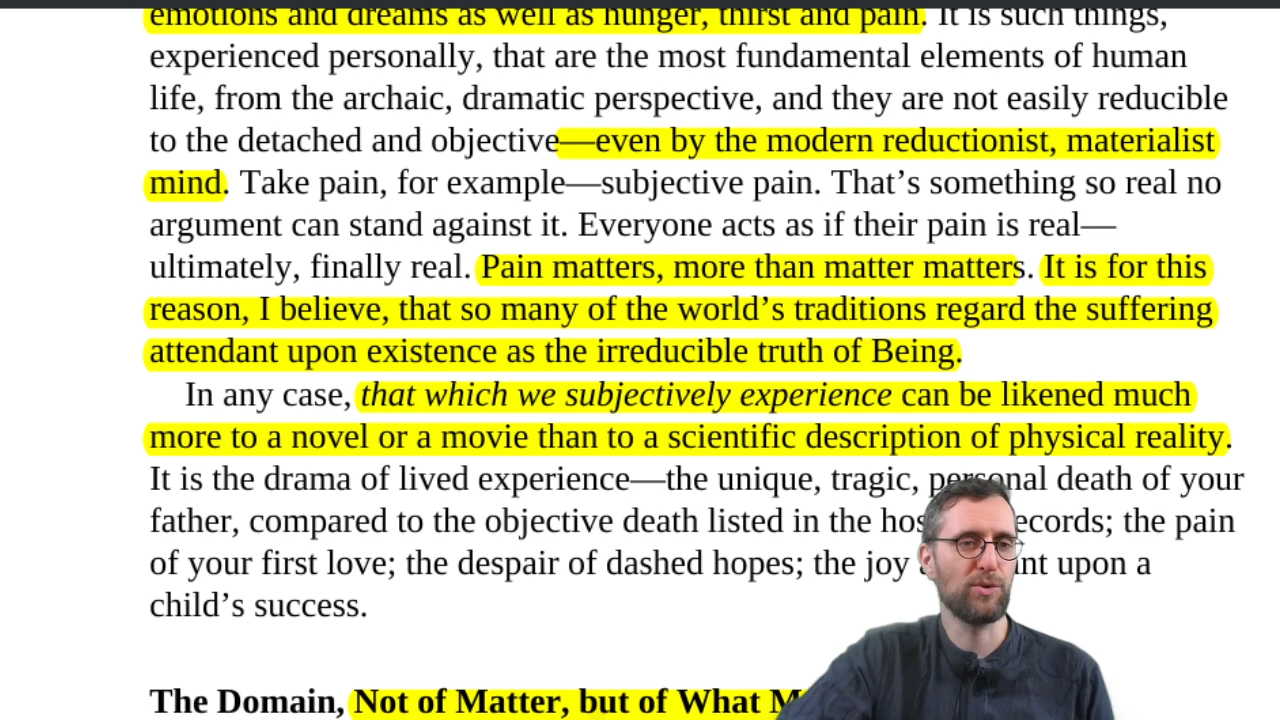 emotions and dreams as well as hunger, thirst and pain. It is such things,
experienced personally, that are the most fundamental elements of human
life, from the archaic, dramatic perspective, and they are not easily reducible
to the detached and objective—even by the modern reductionist, materialist
mind. Take pain, for example—subjective pain. That’s something so real no
argument can stand against it. Everyone acts as if their pain is real—
ultimately, finally real. Pain matters, more than matter matters. It is for this
reason, I believe, that so many of the world’s traditions regard the suffering
attendant upon existence as the irreducible truth of Being.
In any case, that which we subjectively experience can be likened much
more to a novel or a movie than to a scientific description of physical reality.
It is the drama of lived experience—the unique, tragic, personal death of your
father, compared to the objective death listed in the records; the pain
of your first love; the despair of dashed hopes; the joy upon a
child’s success.
The Domain, Not of Matter, but of What